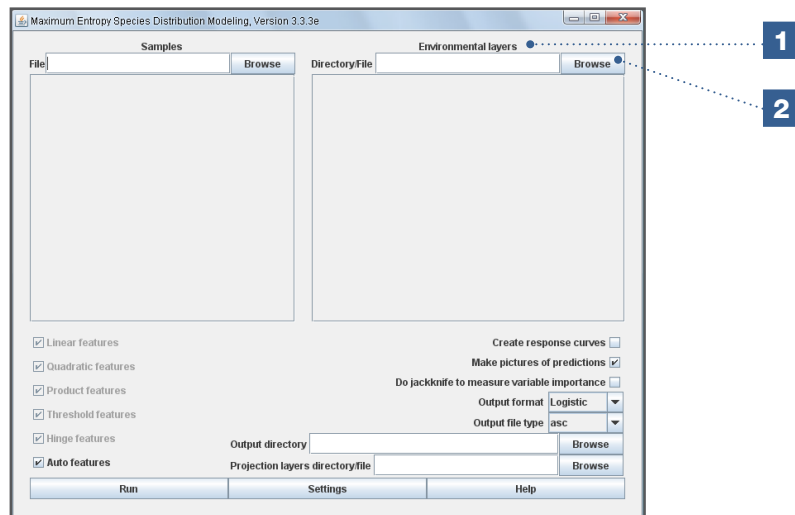 Maximum Entropy Species Distribution Modeling, Version 3.3.3e
Samples
Environmental layers
1
File Browse
Directory/File Browse
2
Linear features
Quadratic features
Product features
Threshold features
Hinge features
Auto features
Create response curves
Make pictures of predictions
Do jackknife to measure variable importance
Output format Logistic
Output file type asc
Output directory Browse
Projection layers directory/file Browse
Run Settings Help